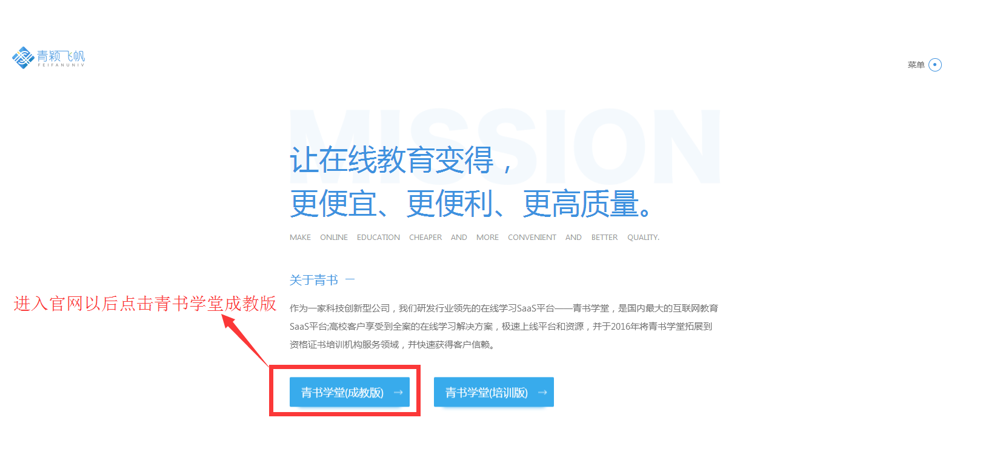 青颖飞帆
FEIFANUNIV
菜单
MISSION
让在线教育变得，
更便宜、更便利、更高质量。
MAKE ONLINE EDUCATION CHEAPER AND MORE CONVENIENT AND BETTER QUALITY.
关于青书
进入官网以后点击青书学堂成教版
作为一家科技创新型公司，我们研发行业领先的在线学习SaaS平台——青书学堂，是国内最大的互联网教育
SaaS平台;高校客户享受到全案的在线学习解决方案，极速上线平台和资源，并于2016年将青书学堂拓展到
资格证书培训机构服务领域，并快速获得客户信赖。
青书学堂(成教版) →
青书学堂(培训版) →